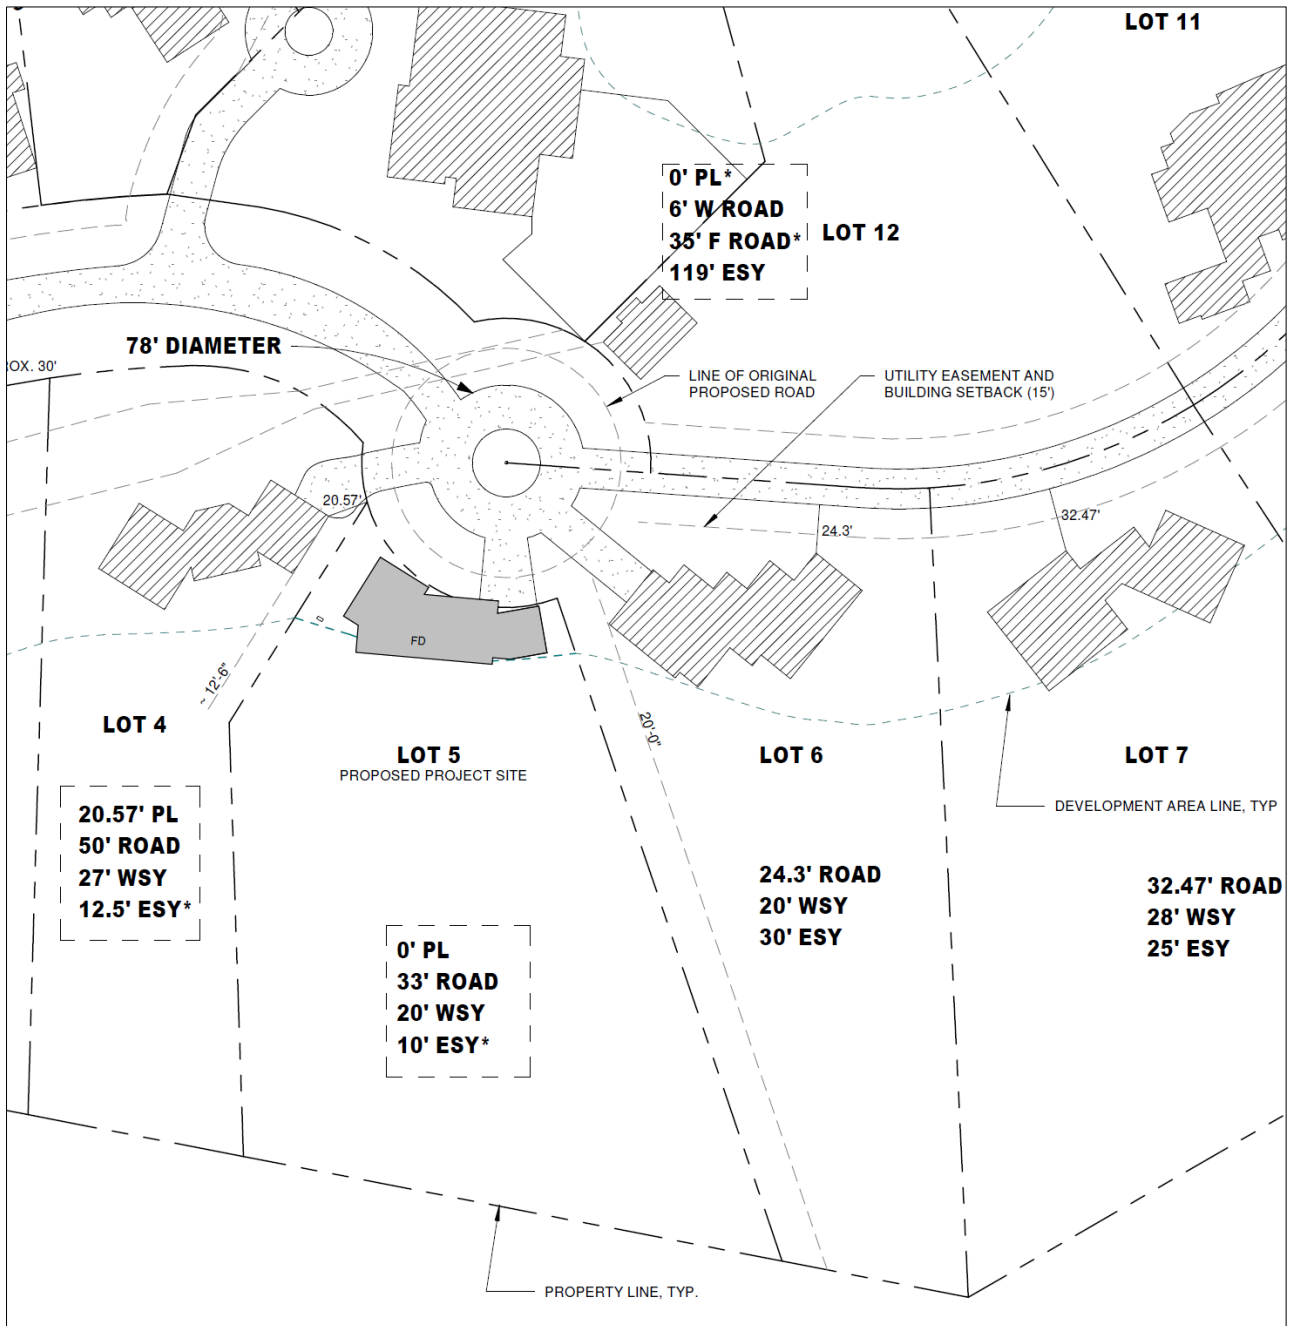 LOT 11
0' PL*
6' W ROAD
35' F ROAD*
119' ESY
LOT 12
78' DIAMETER
OX. 30'
LINE OF ORIGINAL
PROPOSED ROAD
UTILITY EASEMENT AND
BUILDING SETBACK (15')
20.57'
24.3'
32.47'
FD
~ 12'-6"
20'-0"
LOT 4
LOT 5
PROPOSED PROJECT SITE
LOT 6
LOT 7
DEVELOPMENT AREA LINE, TYP
20.57' PL
50' ROAD
27' WSY
12.5' ESY*
0' PL
33' ROAD
20' WSY
10' ESY*
24.3' ROAD
20' WSY
30' ESY
32.47' ROAD
28' WSY
25' ESY
PROPERTY LINE, TYP.